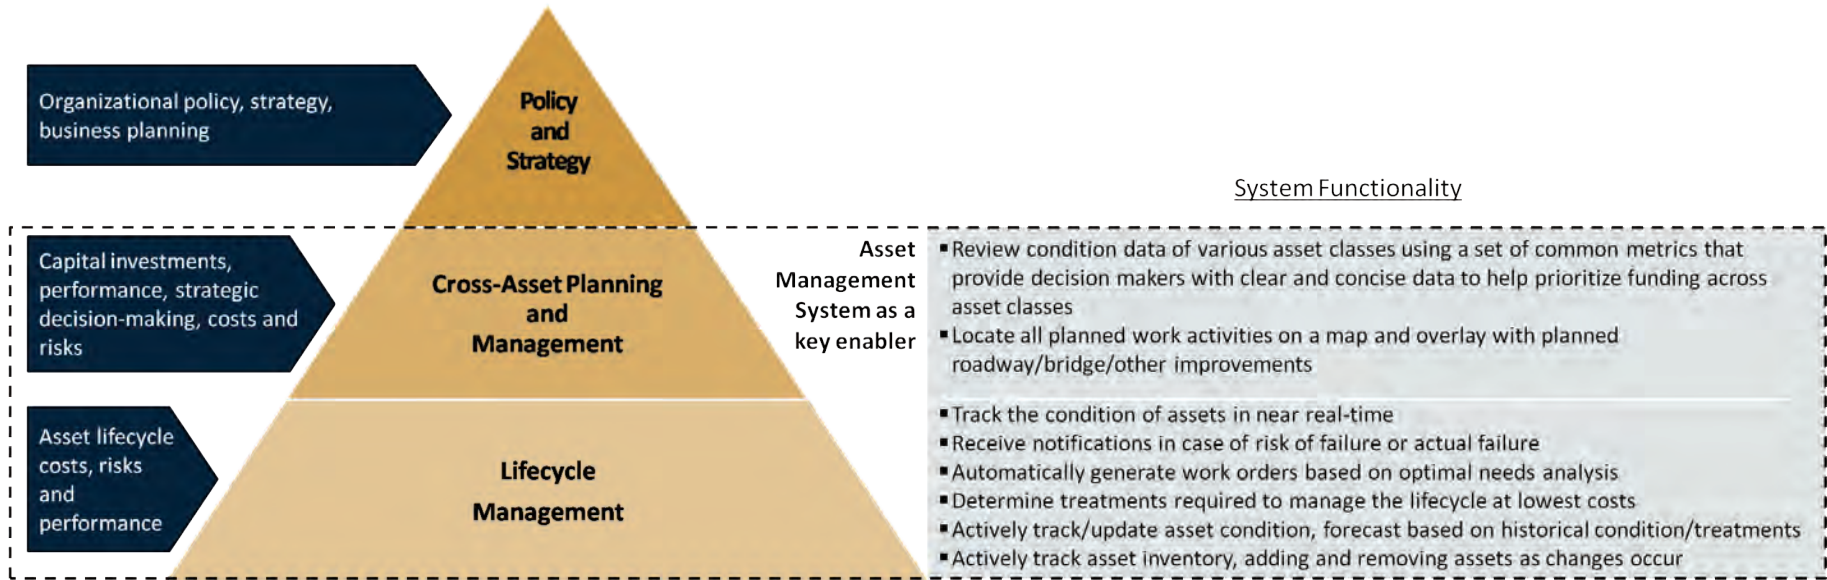 Organizational policy, strategy,
business planning
Policy
and
Strategy
System Functionality
Capital investments,
performance, strategic
decision-making, costs and
risks
Cross-Asset Planning
and
Management
Asset
Management
System as a
key enabler
▪ Review condition data of various asset classes using a set of common metrics that
provide decision makers with clear and concise data to help prioritize funding across
asset classes
▪ Locate all planned work activities on a map and overlay with planned
roadway/bridge/other improvements
Asset lifecycle
costs, risks
and
performance
Lifecycle
Management
▪ Track the condition of assets in near real-time
▪ Receive notifications in case of risk of failure or actual failure
▪ Automatically generate work orders based on optimal needs analysis
▪ Determine treatments required to manage the lifecycle at lowest costs
▪ Actively track/update asset condition, forecast based on historical condition/treatments
▪ Actively track asset inventory, adding and removing assets as changes occur